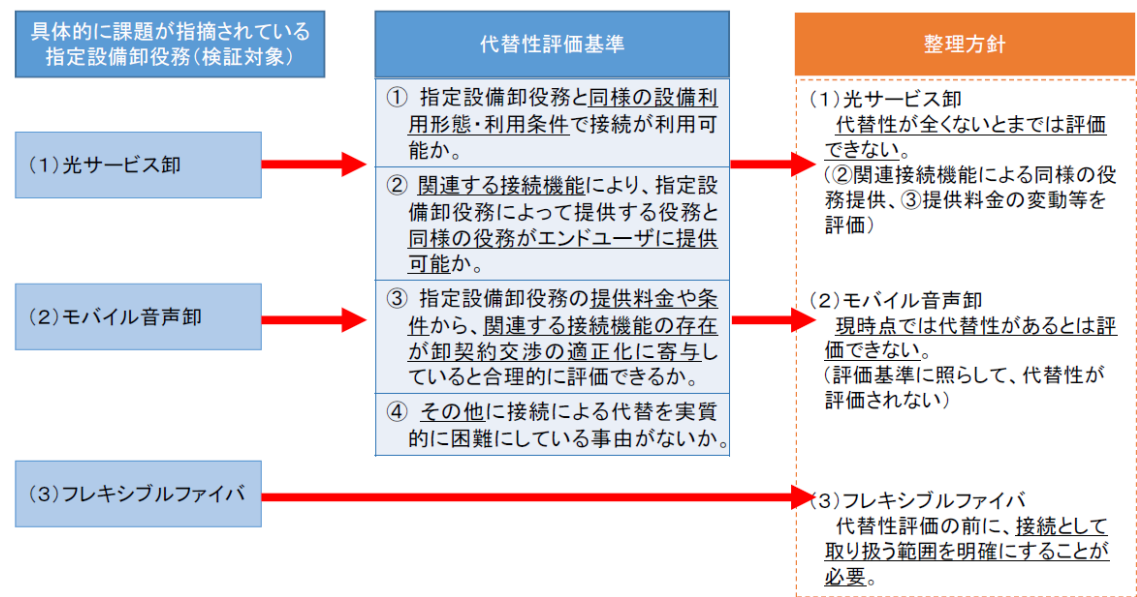 具体的に課題が指摘されている
指定設備卸役務(検証対象)
(1)光サービス卸
(2)モバイル音声卸
(3)フレキシブルファイバ
代替性評価基準
① 指定設備卸役務と同様の設備利
用形態・利用条件で接続が利用可
能か。
② 関連する接続機能により、指定設
備卸役務によって提供する役務と
同様の役務がエンドユーザに提供
可能か。
③ 指定設備卸役務の提供料金や条
件から、関連する接続機能の存在
が卸契約交渉の適正化に寄与し
ていると合理的に評価できるか。
④ その他に接続による代替を実質
的に困難にしている事由がないか。
整理方針
(1)光サービス卸
代替性が全くないとまでは評価
できない。
(②関連接続機能による同様の役
務提供、③提供料金の変動等を
評価)
(2)モバイル音声卸
現時点では代替性があるとは評
価できない。
(評価基準に照らして、代替性が
評価されない)
(3)フレキシブルファイバ
代替性評価の前に、接続として
取り扱う範囲を明確にすることが
必要。